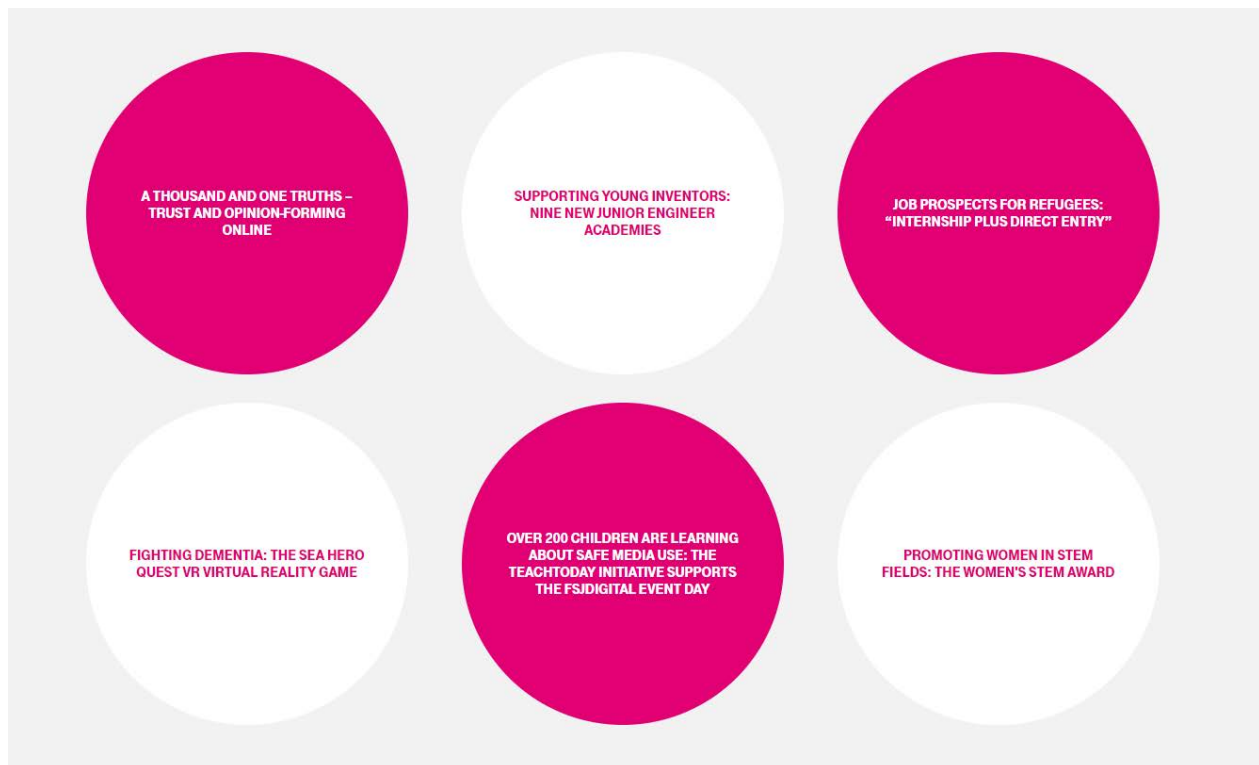 A THOUSAND AND ONE TRUTHS –
TRUST AND OPINION-FORMING
ONLINE
SUPPORTING YOUNG INVENTORS:
NINE NEW JUNIOR ENGINEER
ACADEMIES
JOB PROSPECTS FOR REFUGEES:
“INTERNSHIP PLUS DIRECT ENTRY”
FIGHTING DEMENTIA: THE SEA HERO
QUEST VR VIRTUAL REALITY GAME
OVER 200 CHILDREN ARE LEARNING
ABOUT SAFE MEDIA USE: THE
TEACHTODAY INITIATIVE SUPPORTS
THE FSJDIGITAL EVENT DAY
PROMOTING WOMEN IN STEM
FIELDS: THE WOMEN'S STEM AWARD